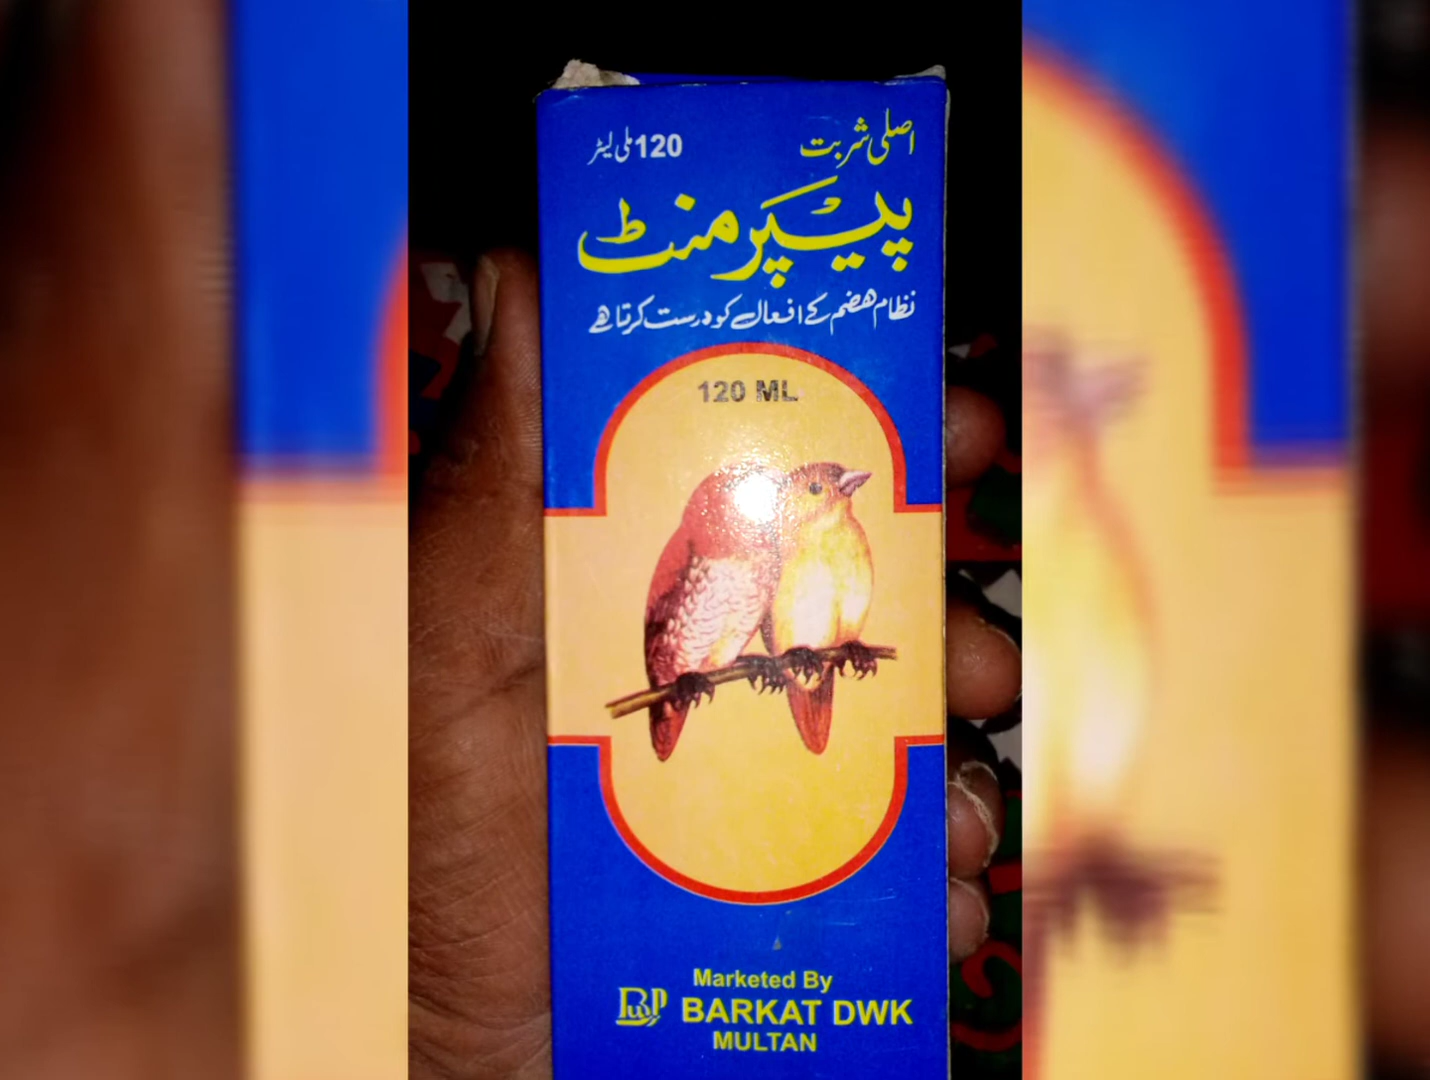 اصلی شربت 120 ملی لیٹر
پیپرمنٹ
نظام ھضم کے افعال کو درست کرتا ھے
120 ML
Marketed By
BARKAT DWK
MULTAN